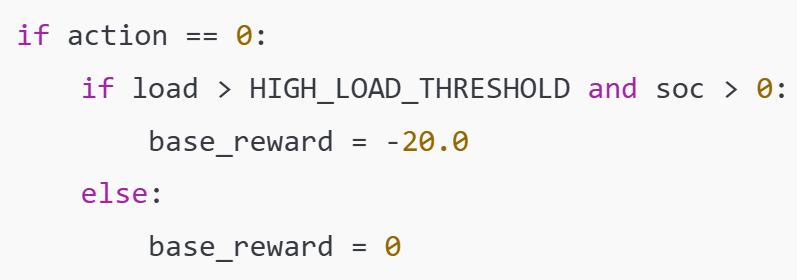 if action == 0:
    if load > HIGH_LOAD_THRESHOLD and soc > 0:
        base_reward = -20.0
    else:
        base_reward = 0